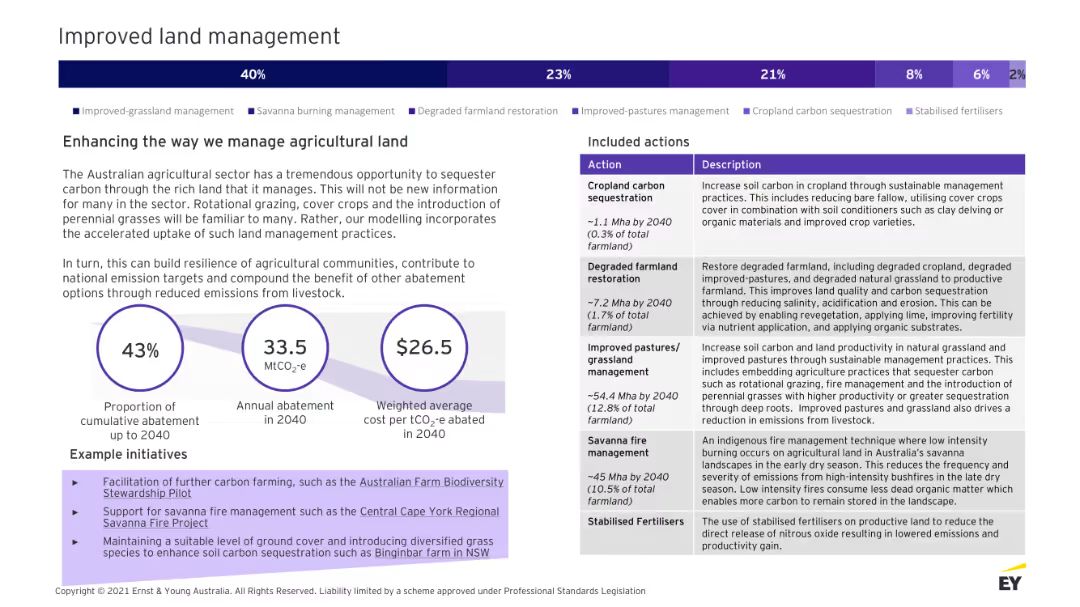 Improved land management
40% 23% 21% 8% 6% 2%
Improved-grassland management Savanna burning management Degraded farmland restoration Improved-pastures management Cropland carbon sequestration Stabilised fertilisers
Enhancing the way we manage agricultural land
The Australian agricultural sector has a tremendous opportunity to sequester
carbon through the rich land that it manages. This will not be new information
for many in the sector. Rotational grazing, cover crops and the introduction of
perennial grasses will be familiar to many. Rather, our modelling incorporates
the accelerated uptake of such land management practices.
In turn, this can build resilience of agricultural communities, contribute to
national emission targets and compound the benefit of other abatement
options through reduced emissions from livestock.
43%
Proportion of
cumulative abatement
up to 2040
33.5
MtCO₂-e
Annual abatement
in 2040
$26.5
Weighted average
cost per tCO₂-e abated
in 2040
Example initiatives
► Facilitation of further carbon farming, such as the Australian Farm Biodiversity
Stewardship Pilot
► Support for savanna fire management such as the Central Cape York Regional
Savanna Fire Project
► Maintaining a suitable level of ground cover and introducing diversified grass
species to enhance soil carbon sequestration such as Binginbar farm in NSW
Included actions
Action Description
Cropland carbon
sequestration
~1.1 Mha by 2040
(0.3% of total
farmland)
Increase soil carbon in cropland through sustainable management
practices. This includes reducing bare fallow, utilising cover crops
cover in combination with soil conditioners such as clay delving or
organic materials and improved crop varieties.
Degraded farmland
restoration
~7.2 Mha by 2040
(1.7% of total
farmland)
Restore degraded farmland, including degraded cropland, degraded
improved-pastures, and degraded natural grassland to productive
farmland. This improves land quality and carbon sequestration
through reducing salinity, acidification and erosion. This can be
achieved by enabling revegetation, applying lime, improving fertility
via nutrient application, and applying organic substrates.
Improved pastures/
grassland
management
~54.4 Mha by 2040
(12.8% of total
farmland)
Increase soil carbon and land productivity in natural grassland and
improved pastures through sustainable management practices. This
includes embedding agriculture practices that sequester carbon
such as rotational grazing, fire management and the introduction of
perennial grasses with higher productivity or greater sequestration
through deep roots. Improved pastures and grassland also drives a
reduction in emissions from livestock.
Savanna fire
management
~45 Mha by 2040
(10.5% of total
farmland)
An indigenous fire management technique where low intensity
burning occurs on agricultural land in Australia's savanna
landscapes in the early dry season. This reduces the frequency and
severity of emissions from high-intensity bushfires in the late dry
season. Low intensity fires consume less dead organic matter which
enables more carbon to remain stored in the landscape.
Stabilised Fertilisers
The use of stabilised fertilisers on productive land to reduce the
direct release of nitrous oxide resulting in lowered emissions and
productivity gain.
EY
Copyright © 2021 Ernst & Young Australia. All Rights Reserved. Liability limited by a scheme approved under Professional Standards Legislation